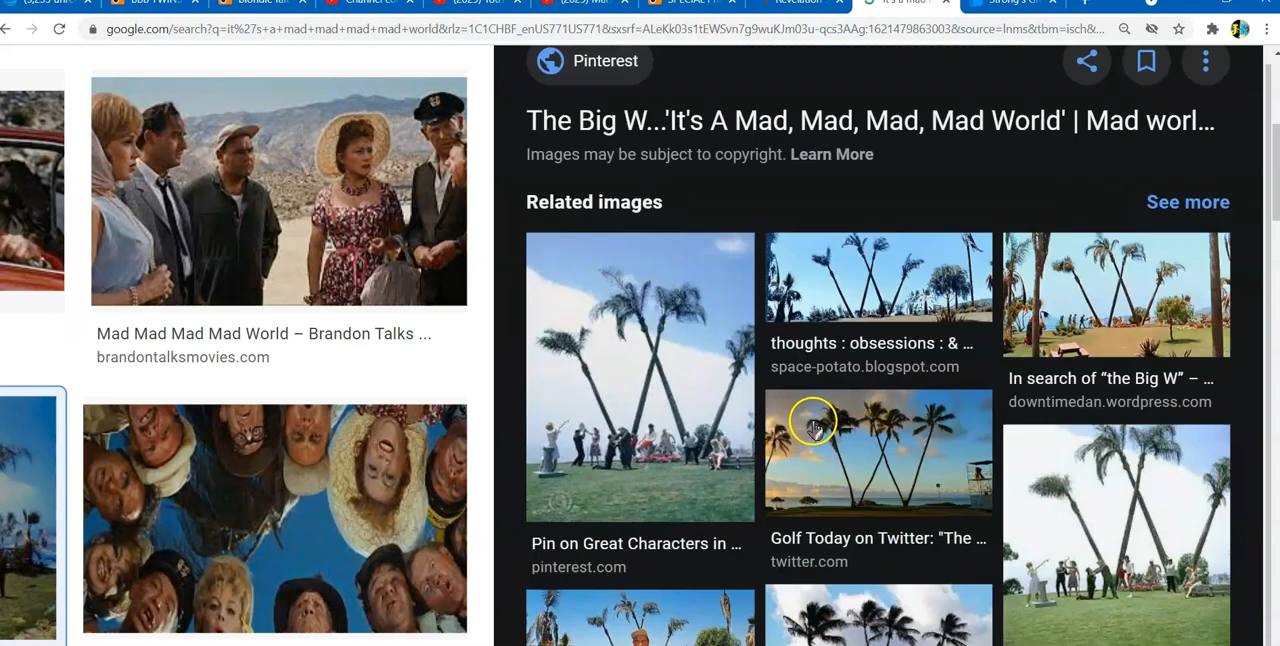 google.com/search?q=it%27s+a+mad+mad+mad+mad+world&rlz=1C1CHBF_enUS771US771&sxsrf=ALeKk03s1tEWSvn7g9wuKJm03u-qcs3AAg:1621479863003&source=lnms&tbm=isch&...
Pinterest
The Big W...'It's A Mad, Mad, Mad, Mad World' | Mad worl...
Images may be subject to copyright. Learn More
Related images
See more
Mad Mad Mad Mad World – Brandon Talks ...
brandontalksmovies.com
thoughts : obsessions : & ...
space-potato.blogspot.com
In search of “the Big W” – ...
downtimedan.wordpress.com
Pin on Great Characters in ...
pinterest.com
Golf Today on Twitter: "The ...
twitter.com